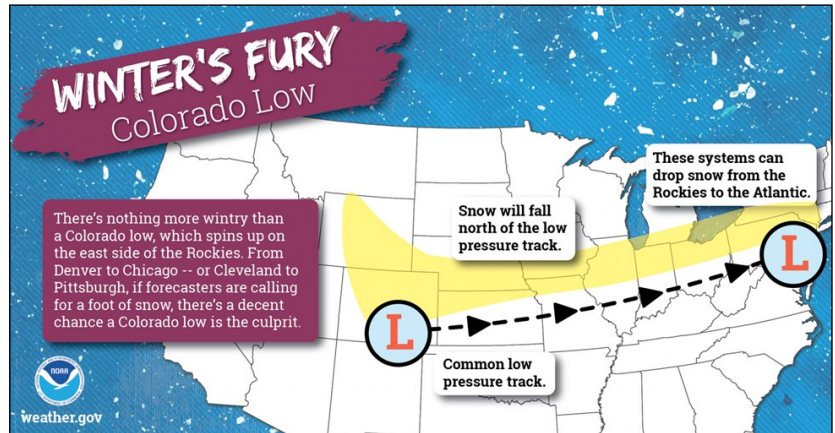 WINTER'S FURY
Colorado Low
There's nothing more wintry than
a Colorado low, which spins up on
the east side of the Rockies. From
Denver to Chicago -- or Cleveland to
Pittsburgh, if forecasters are calling
for a foot of snow, there's a decent
chance a Colorado low is the culprit.
These systems can
drop snow from the
Rockies to the Atlantic.
Snow will fall
north of the low
pressure track.
L
L
Common low
pressure track.
NOAA
weather.gov